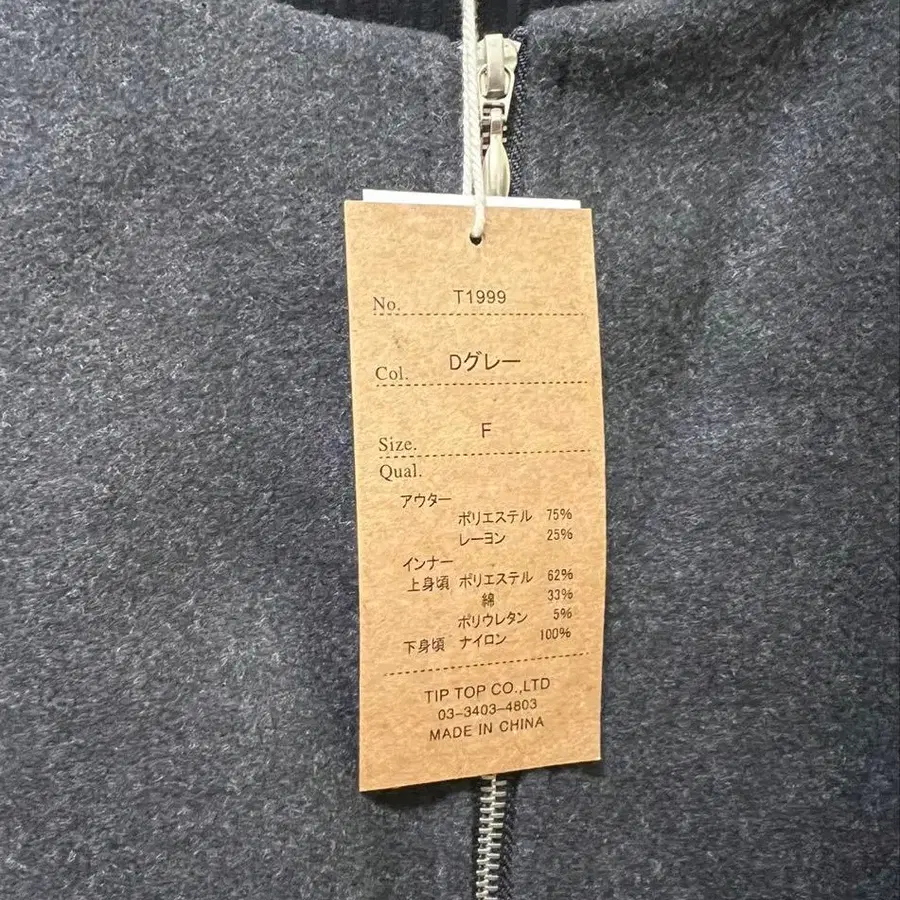 No. T1999
Col. Dグレー
Size. F
Qual.
アウター
ポリエステル 75%
レーヨン 25%
インナー
上身頃 ポリエステル 62%
綿 33%
ポリウレタン 5%
下身頃 ナイロン 100%
TIP TOP CO.,LTD
03-3403-4803
MADE IN CHINA